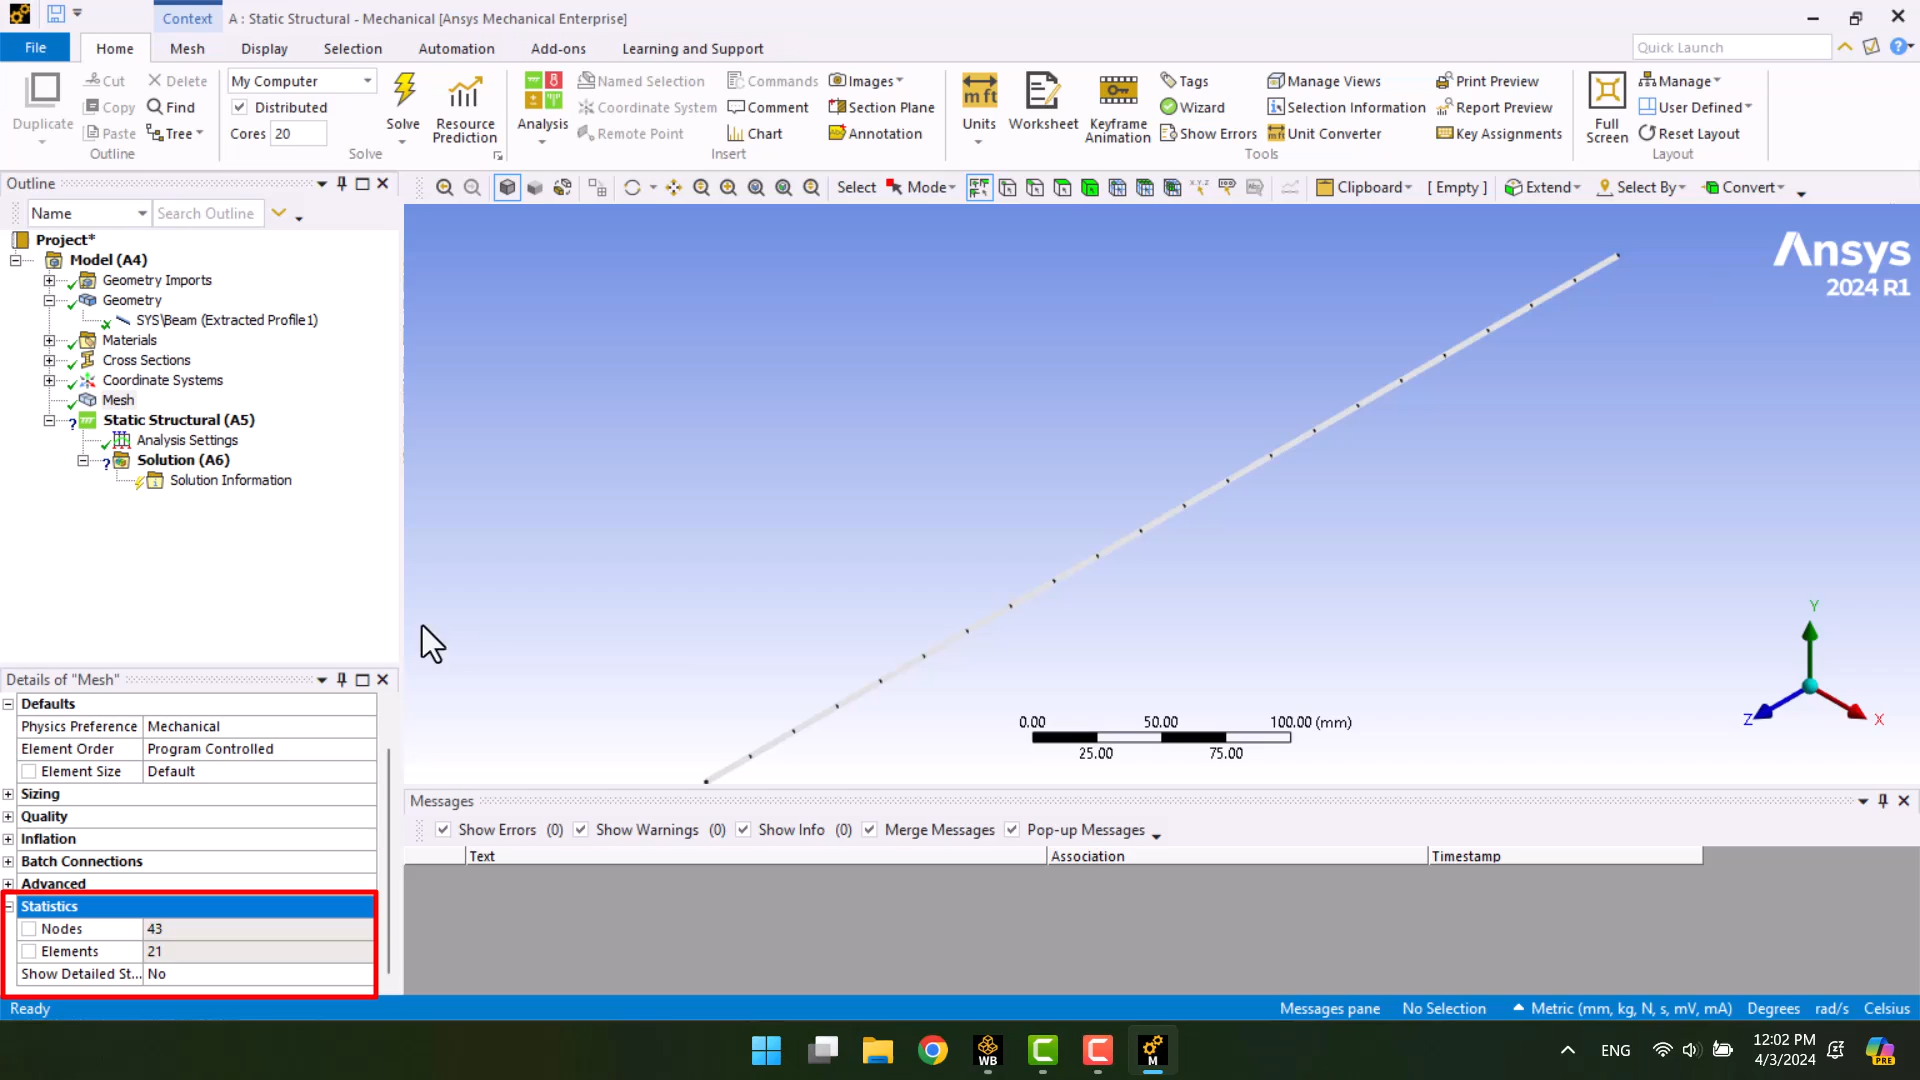 Context
A : Static Structural - Mechanical [Ansys Mechanical Enterprise]
File
Home
Mesh
Display
Selection
Automation
Add-ons
Learning and Support
Quick Launch
Duplicate
Cut
Copy
Paste
Delete
Find
Tree
Outline
My Computer
Distributed
Cores 20
Solve
Resource
Prediction
Solve
Analysis
Named Selection
Coordinate System
Remote Point
Commands
Comment
Chart
Images
Section Plane
Annotation
Insert
mft
Units
Worksheet
Keyframe
Animation
Tags
Wizard
Show Errors
Manage Views
Selection Information
Unit Converter
Print Preview
Report Preview
Key Assignments
Tools
Full
Screen
Manage
User Defined
Reset Layout
Layout
Outline
Name
Search Outline
Select
Mode
Clipboard
[ Empty ]
Extend
Select By
Convert
Project*
Model (A4)
Geometry Imports
Geometry
SYS\Beam (Extracted Profile1)
Materials
Cross Sections
Coordinate Systems
Mesh
Static Structural (A5)
Analysis Settings
Solution (A6)
Solution Information
Ansys
2024 R1
Y
Z
X
0.00 50.00 100.00 (mm)
25.00 75.00
Details of "Mesh"
Defaults
Physics Preference Mechanical
Element Order Program Controlled
Element Size Default
Sizing
Quality
Inflation
Batch Connections
Advanced
Statistics
Nodes 43
Elements 21
Show Detailed St... No
Messages
Show Errors (0) Show Warnings (0) Show Info (0) Merge Messages Pop-up Messages
Text Association Timestamp
Ready
Messages pane No Selection Metric (mm, kg, N, s, mV, mA) Degrees rad/s Celsius
WB
M
ENG
12:02 PM
4/3/2024
PRE